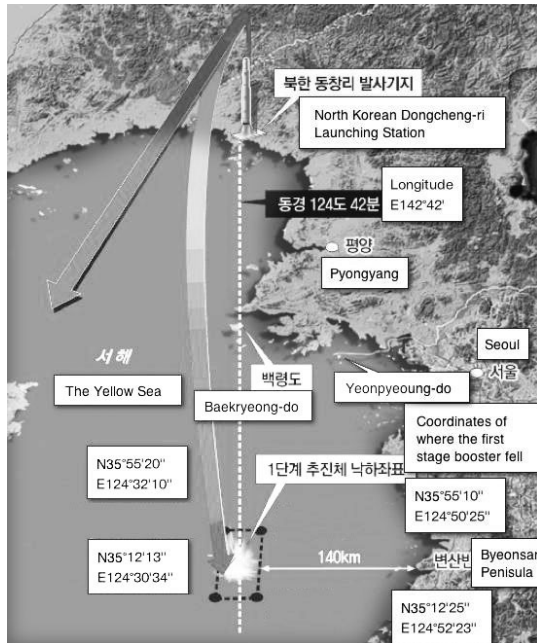 북한 동창리 발사기지
North Korean Dongcheng-ri
Launching Station
동경 124도 42분
Longitude
E142°42'
평양
Pyongyang
서해
The Yellow Sea
백령도
Baekryeong-do
Yeonpyeoung-do
Seoul
서울
Coordinates of
where the first
stage booster fell
1단계 추진체 낙하좌표
N35°55'20"
E124°32'10"
N35°55'10"
E124°50'25"
N35°12'13"
E124°30'34"
140km
변산반
Byeonsan
Penisula
N35°12'25"
E124°52'23"